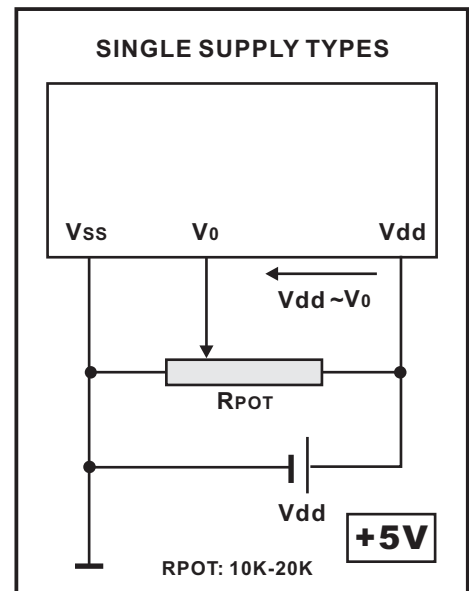 SINGLE SUPPLY TYPES
Vss V0 Vdd
Vdd ~V0
RPOT
Vdd
+5V
RPOT: 10K-20K